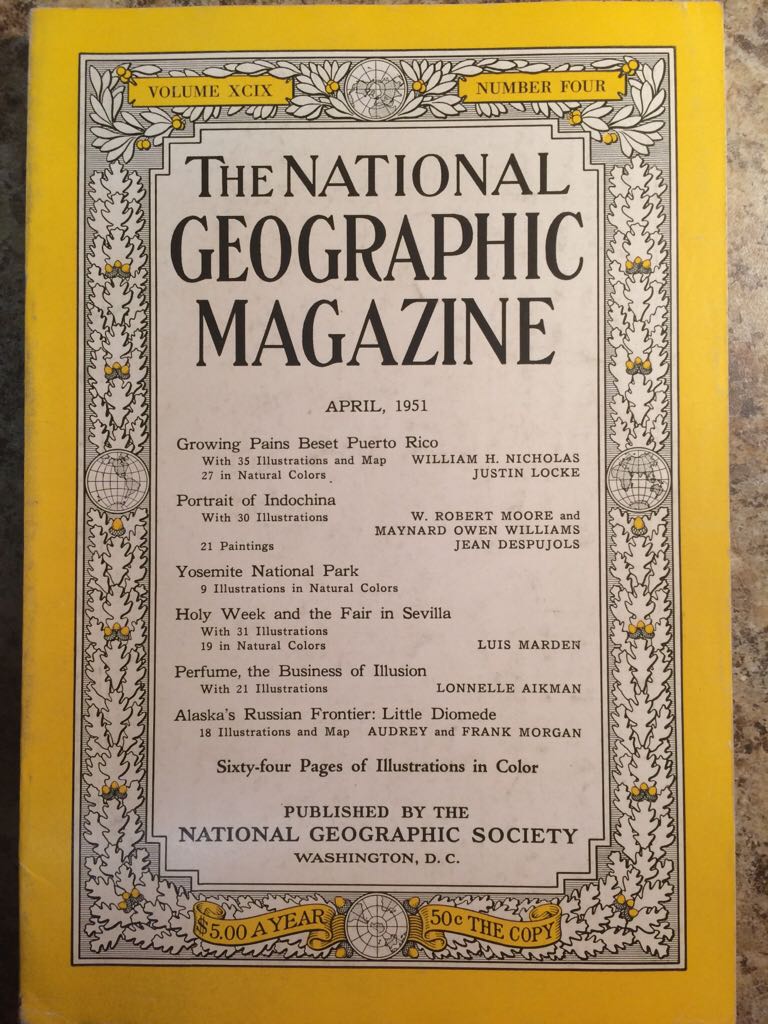 VOLUME XCIX NUMBER FOUR
THE NATIONAL
GEOGRAPHIC
MAGAZINE
APRIL, 1951
Growing Pains Beset Puerto Rico
With 35 Illustrations and Map WILLIAM H. NICHOLAS
27 in Natural Colors JUSTIN LOCKE
Portrait of Indochina
With 30 Illustrations W. ROBERT MOORE and
MAYNARD OWEN WILLIAMS
21 Paintings JEAN DESPUJOLS
Yosemite National Park
9 Illustrations in Natural Colors
Holy Week and the Fair in Sevilla
With 31 Illustrations
19 in Natural Colors LUIS MARDEN
Perfume, the Business of Illusion
With 21 Illustrations LONNELLE AIKMAN
Alaska's Russian Frontier: Little Diomede
18 Illustrations and Map AUDREY and FRANK MORGAN
Sixty-four Pages of Illustrations in Color
PUBLISHED BY THE
NATIONAL GEOGRAPHIC SOCIETY
WASHINGTON, D. C.
$5.00 A YEAR 50c THE COPY